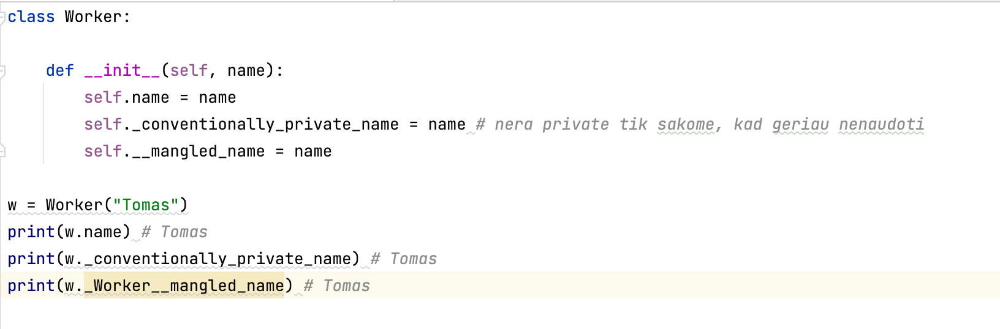 class Worker:
def __init__(self, name):
self.name = name
self._conventionally_private_name = name # nera private tik sakome, kad geriau nenaudoti
self.__mangled_name = name
w = Worker("Tomas")
print(w.name) # Tomas
print(w._conventionally_private_name) # Tomas
print(w._Worker__mangled_name) # Tomas